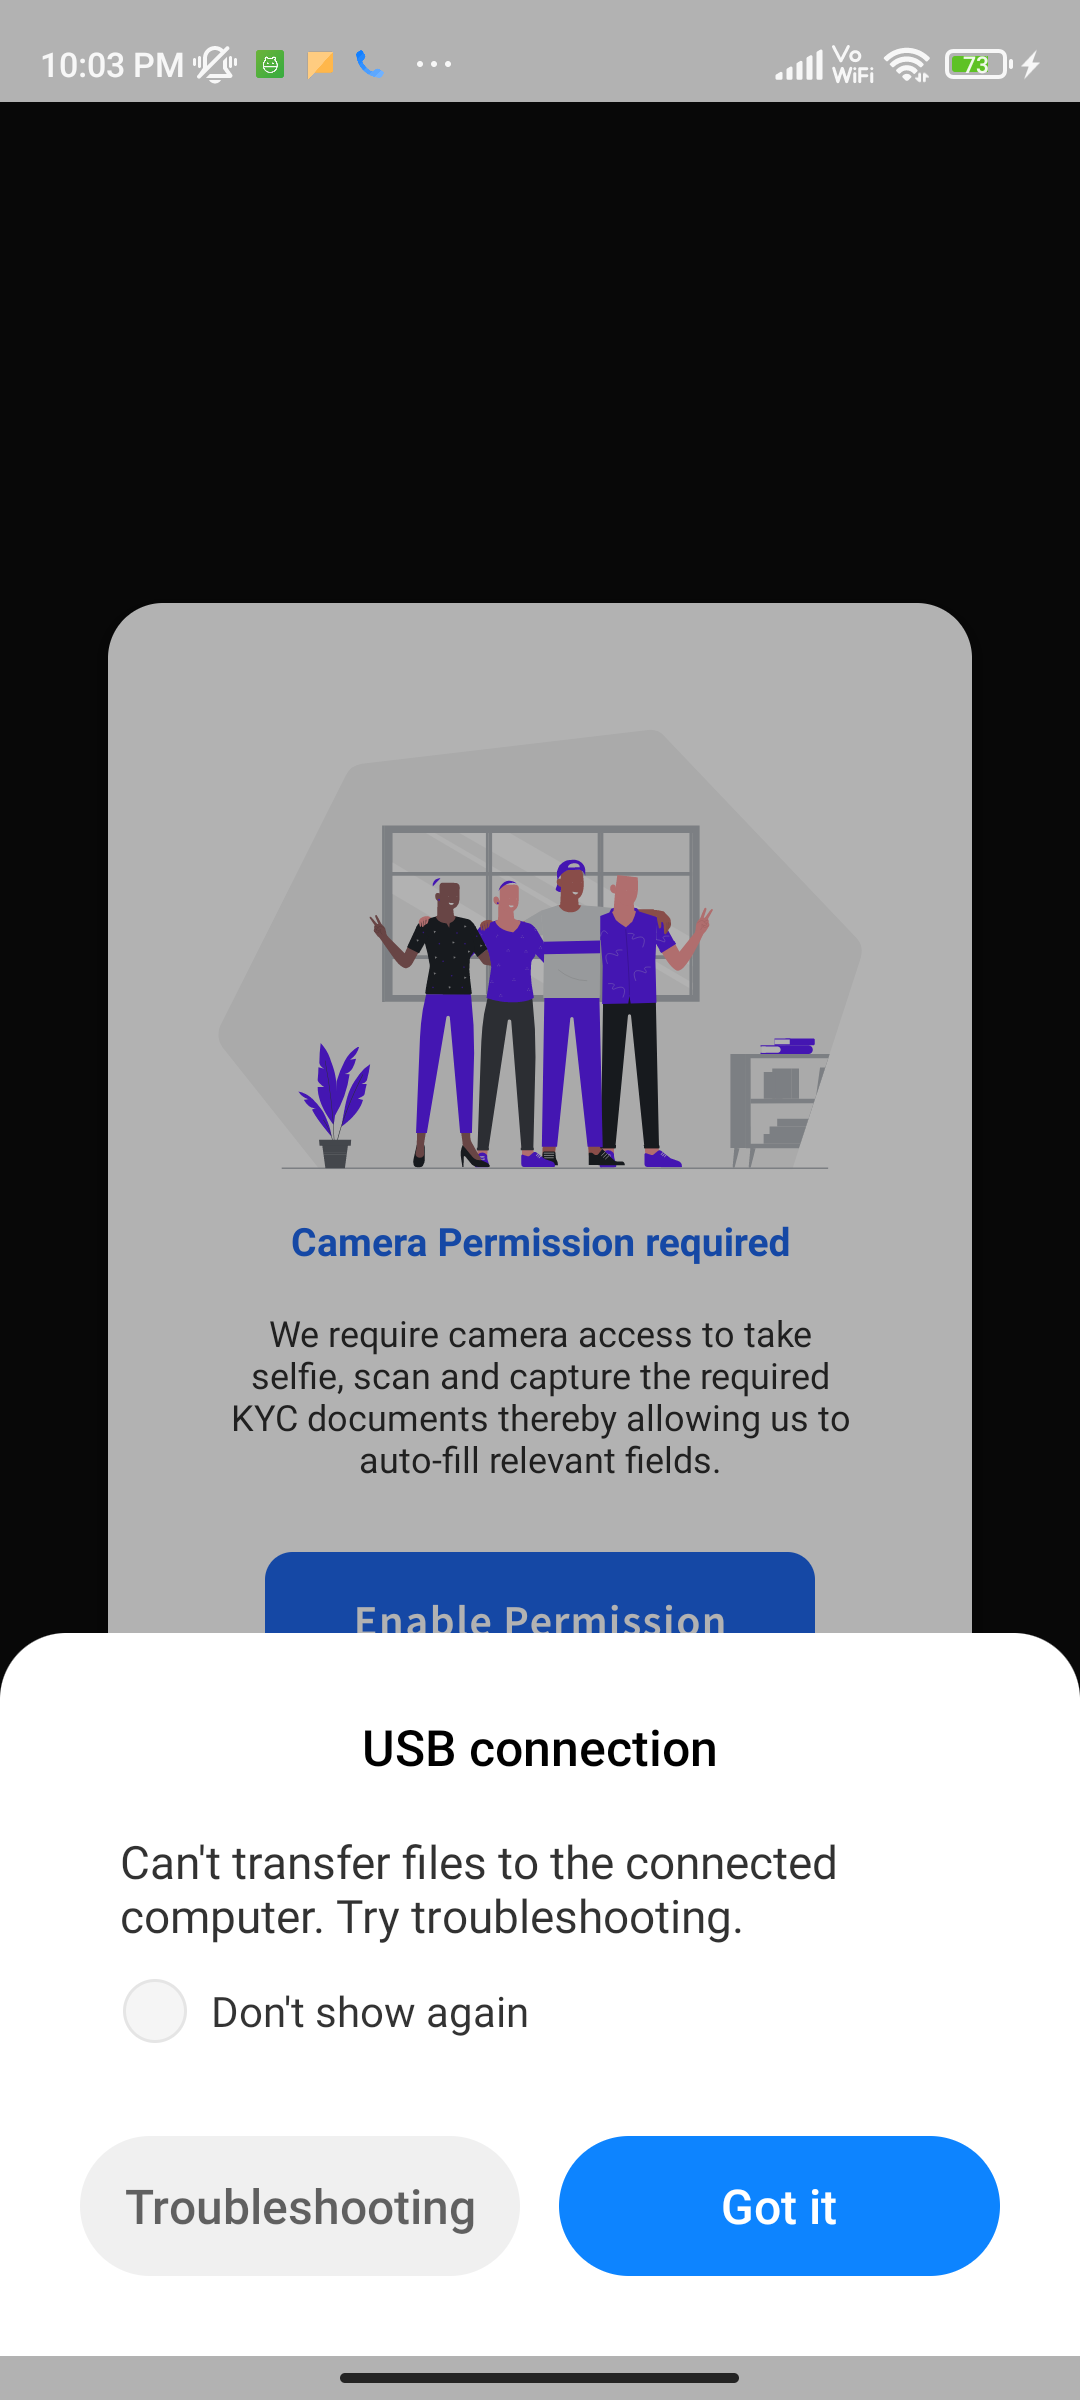 10:03 PM
Vo
WiFi
73
Camera Permission required
We require camera access to take
selfie, scan and capture the required
KYC documents thereby allowing us to
auto-fill relevant fields.
Enable Permission
USB connection
Can't transfer files to the connected
computer. Try troubleshooting.
Don't show again
Troubleshooting
Got it